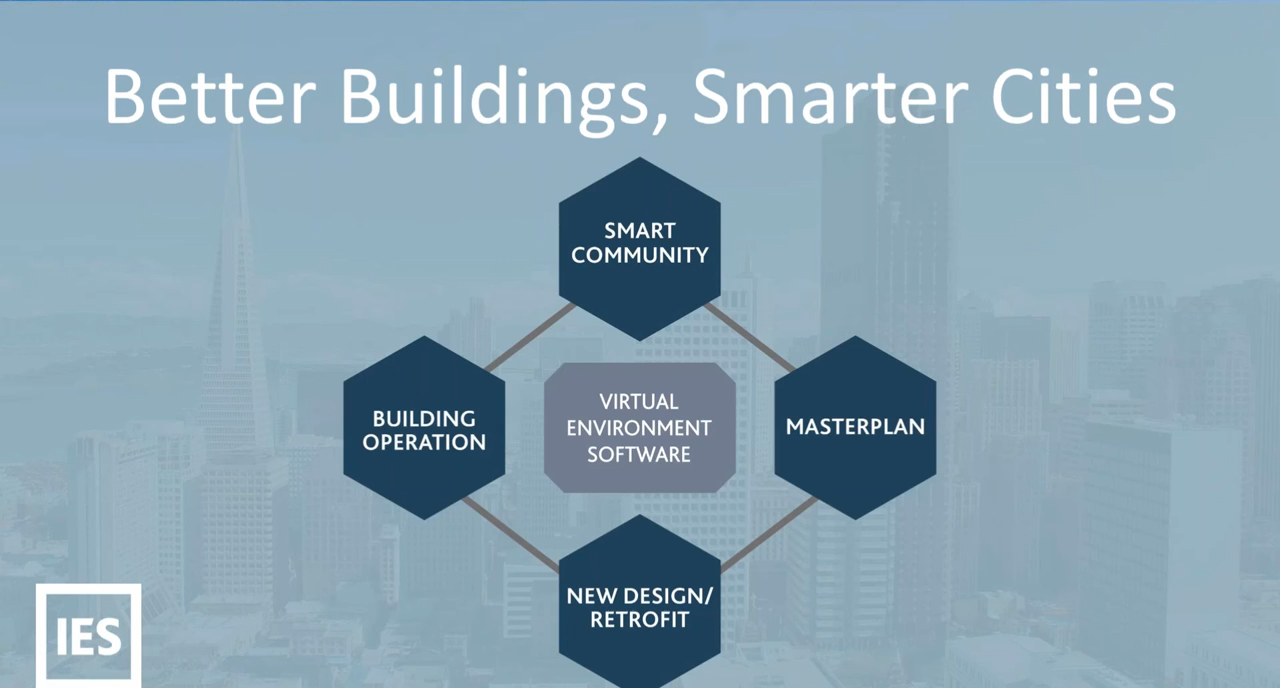 Better Buildings, Smarter Cities
SMART
COMMUNITY
BUILDING
OPERATION
VIRTUAL
ENVIRONMENT
SOFTWARE
MASTERPLAN
NEW DESIGN/
RETROFIT
IES